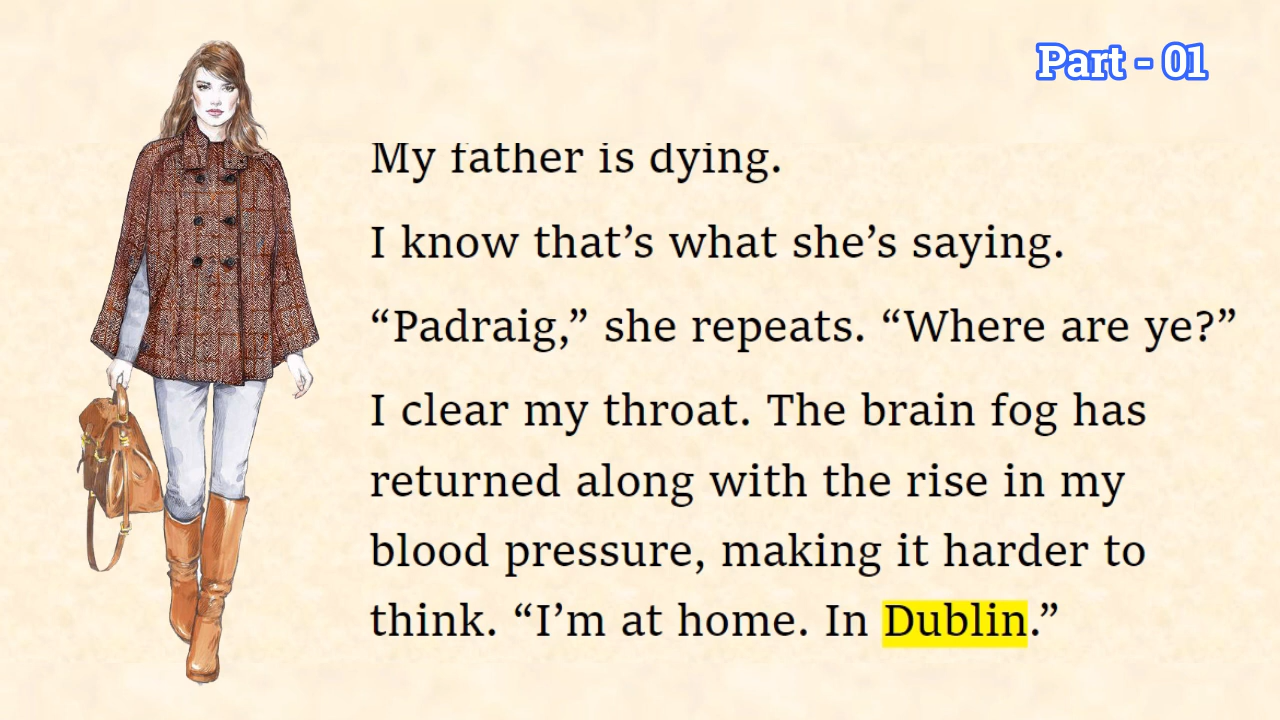 Part - 01
My father is dying.
I know that’s what she’s saying.
“Padraig,” she repeats. “Where are ye?”
I clear my throat. The brain fog has
returned along with the rise in my
blood pressure, making it harder to
think. “I’m at home. In Dublin.”